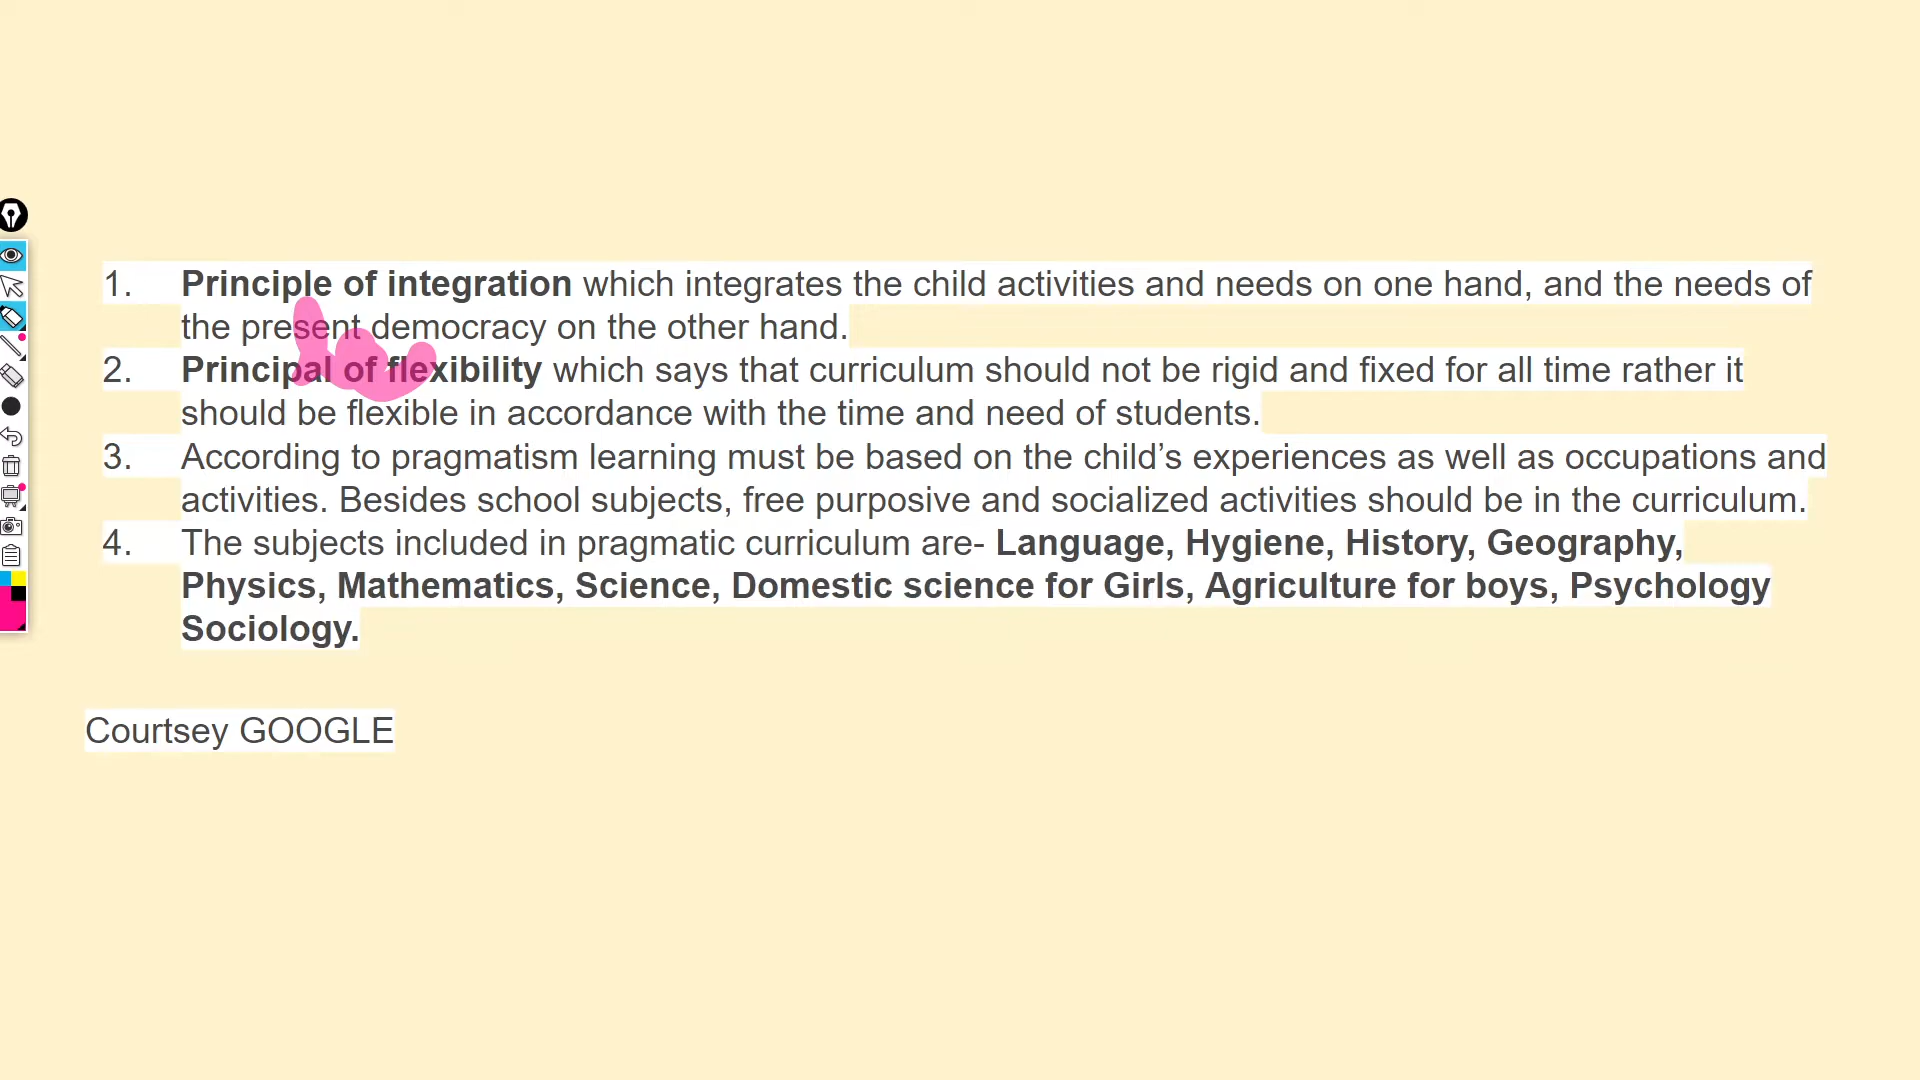 1. Principle of integration which integrates the child activities and needs on one hand, and the needs of
the present democracy on the other hand.
2. Principal of flexibility which says that curriculum should not be rigid and fixed for all time rather it
should be flexible in accordance with the time and need of students.
3. According to pragmatism learning must be based on the child’s experiences as well as occupations and
activities. Besides school subjects, free purposive and socialized activities should be in the curriculum.
4. The subjects included in pragmatic curriculum are- Language, Hygiene, History, Geography,
Physics, Mathematics, Science, Domestic science for Girls, Agriculture for boys, Psychology
Sociology.
Courtsey GOOGLE